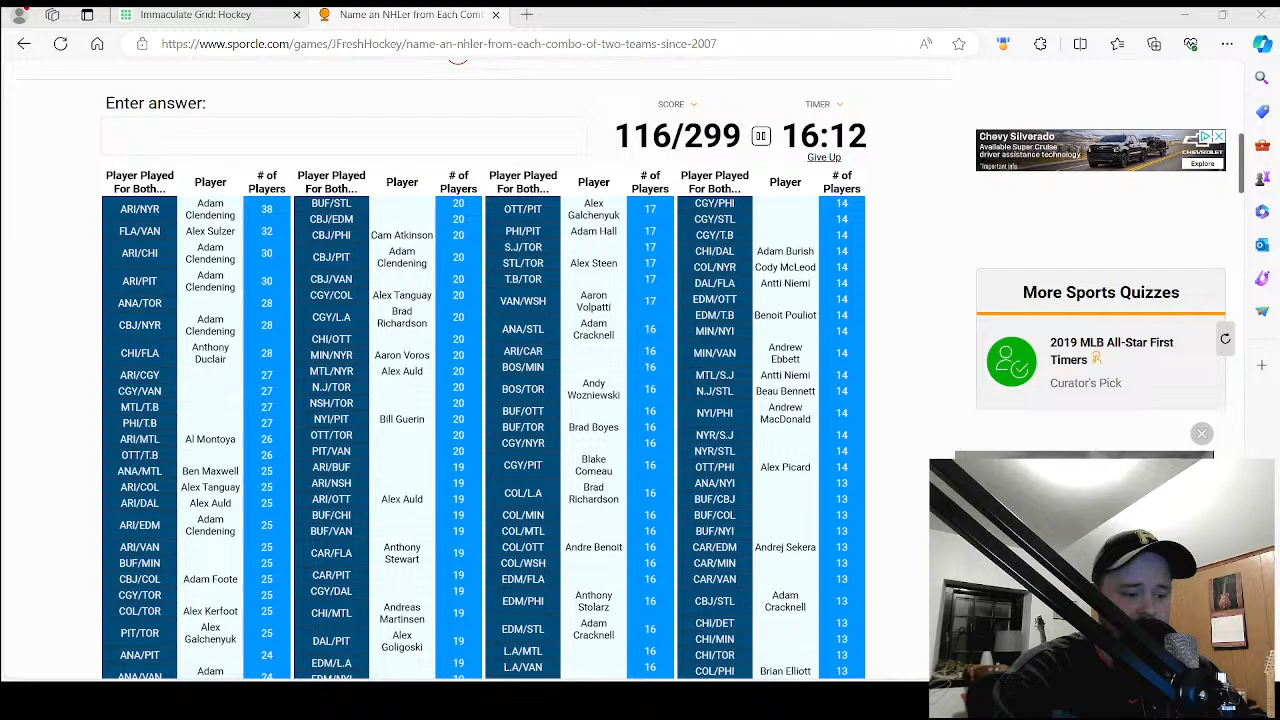 Immaculate Grid: Hockey
Name an NHLer from Each Com
https://www.sporcle.com/games/JFreshHockey/name-an-nhler-from-each-combo-of-two-teams-since-2007
Enter answer:
SCORE
TIMER
116/299
16:12
Give Up
Player Played For Both... Player # of Players
ARI/NYR Adam Clendening 38
FLA/VAN Alex Sulzer 32
ARI/CHI Adam Clendening 30
ARI/PIT Adam Clendening 30
ANA/TOR 28
CBJ/NYR Adam Clendening 28
CHI/FLA Anthony Duclair 28
ARI/CGY 27
CGY/VAN 27
MTL/T.B 27
PHI/T.B 27
ARI/MTL Al Montoya 26
OTT/T.B 26
ANA/MTL Ben Maxwell 25
ARI/COL Alex Tanguay 25
ARI/DAL Alex Auld 25
ARI/EDM Adam Clendening 25
ARI/VAN 25
BUF/MIN 25
CBJ/COL Adam Foote 25
CGY/TOR 25
COL/TOR Alex Kerfoot 25
PIT/TOR Alex Galchenyuk 25
ANA/PIT 24
ANA/VAN Adam 24
Player Played For Both... Player # of Players
BUF/STL 20
CBJ/EDM 20
CBJ/PHI Cam Atkinson 20
CBJ/PIT Adam Clendening 20
CBJ/VAN 20
CGY/COL Alex Tanguay 20
CGY/L.A Brad Richardson 20
CHI/OTT 20
MIN/NYR Aaron Voros 20
MTL/NYR Alex Auld 20
N.J/TOR 20
NSH/TOR 20
NYI/PIT Bill Guerin 20
OTT/TOR 20
PIT/VAN 20
ARI/BUF 19
ARI/NSH 19
ARI/OTT Alex Auld 19
BUF/CHI 19
BUF/VAN 19
CAR/FLA Anthony Stewart 19
CAR/PIT 19
CGY/DAL 19
CHI/MTL Andreas Martinsen 19
DAL/PIT Alex Goligoski 19
EDM/L.A 19
EDM/NYI 19
Player Played For Both... Player # of Players
OTT/PIT Alex Galchenyuk 17
PHI/PIT Adam Hall 17
S.J/TOR 17
STL/TOR Alex Steen 17
T.B/TOR 17
VAN/WSH Aaron Volpatti 17
ANA/STL Adam Cracknell 16
ARI/CAR 16
BOS/MIN 16
BOS/TOR Andy Wozniewski 16
BUF/OTT 16
BUF/TOR Brad Boyes 16
CGY/NYR 16
CGY/PIT Blake Comeau 16
COL/L.A Brad Richardson 16
COL/MIN 16
COL/MTL 16
COL/OTT Andre Benoit 16
COL/WSH 16
EDM/FLA 16
EDM/PHI Anthony Stolarz 16
EDM/STL Adam Cracknell 16
L.A/MTL 16
L.A/VAN 16
Player Played For Both... Player # of Players
CGY/PHI 14
CGY/STL 14
CGY/T.B 14
CHI/DAL Adam Burish 14
COL/NYR Cody McLeod 14
DAL/FLA Antti Niemi 14
EDM/OTT 14
EDM/T.B Benoit Pouliot 14
MIN/NYI 14
MIN/VAN Andrew Ebbett 14
MTL/S.J Antti Niemi 14
N.J/STL Beau Bennett 14
NYI/PHI Andrew MacDonald 14
NYR/S.J 14
NYR/STL 14
OTT/PHI Alex Picard 14
ANA/NYI 13
BUF/CBJ 13
BUF/COL 13
BUF/NYI 13
CAR/EDM Andrej Sekera 13
CAR/MIN 13
CAR/VAN 13
CBJ/STL Adam Cracknell 13
CHI/DET 13
CHI/MIN 13
CHI/TOR 13
COL/PHI Brian Elliott 13
Chevy Silverado
Available Super Cruise
driver assistance technology
*Important info
CHEVROLET
Explore
More Sports Quizzes
2019 MLB All-Star First
Timers
Curator's Pick